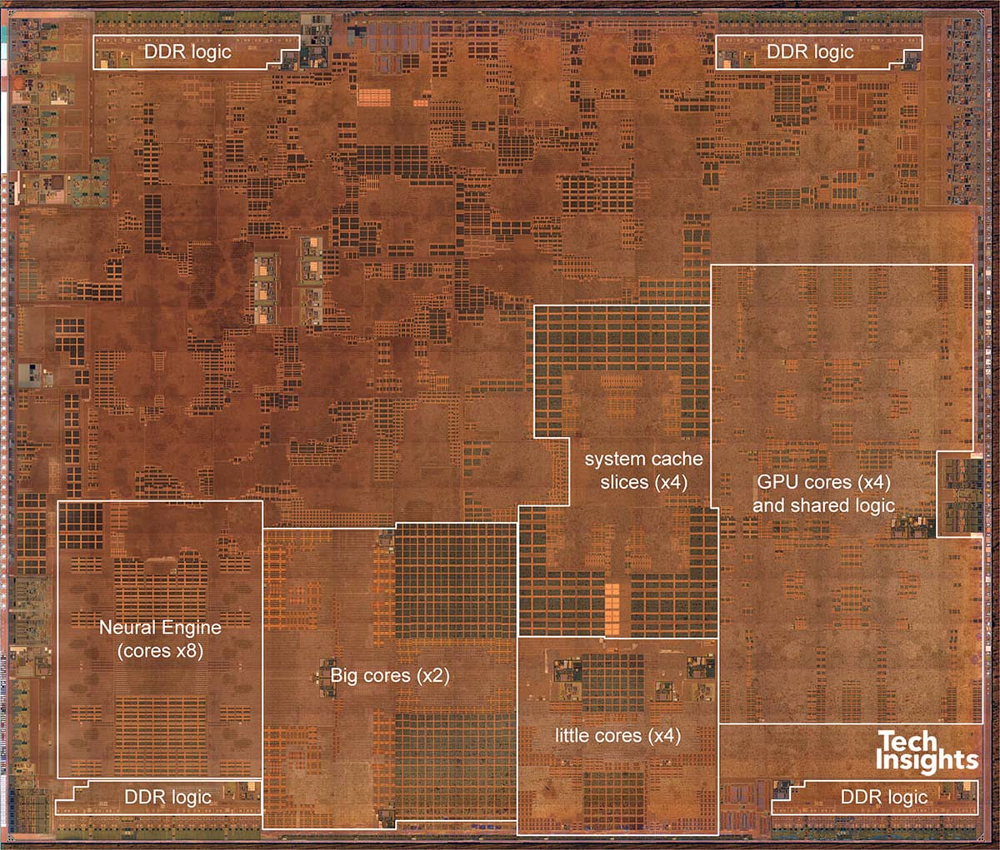 DDR logic
DDR logic
system cache
slices (x4)
GPU cores (x4)
and shared logic
Neural Engine
(cores x8)
Big cores (x2)
little cores (x4)
Tech
Insights
DDR logic
DDR logic